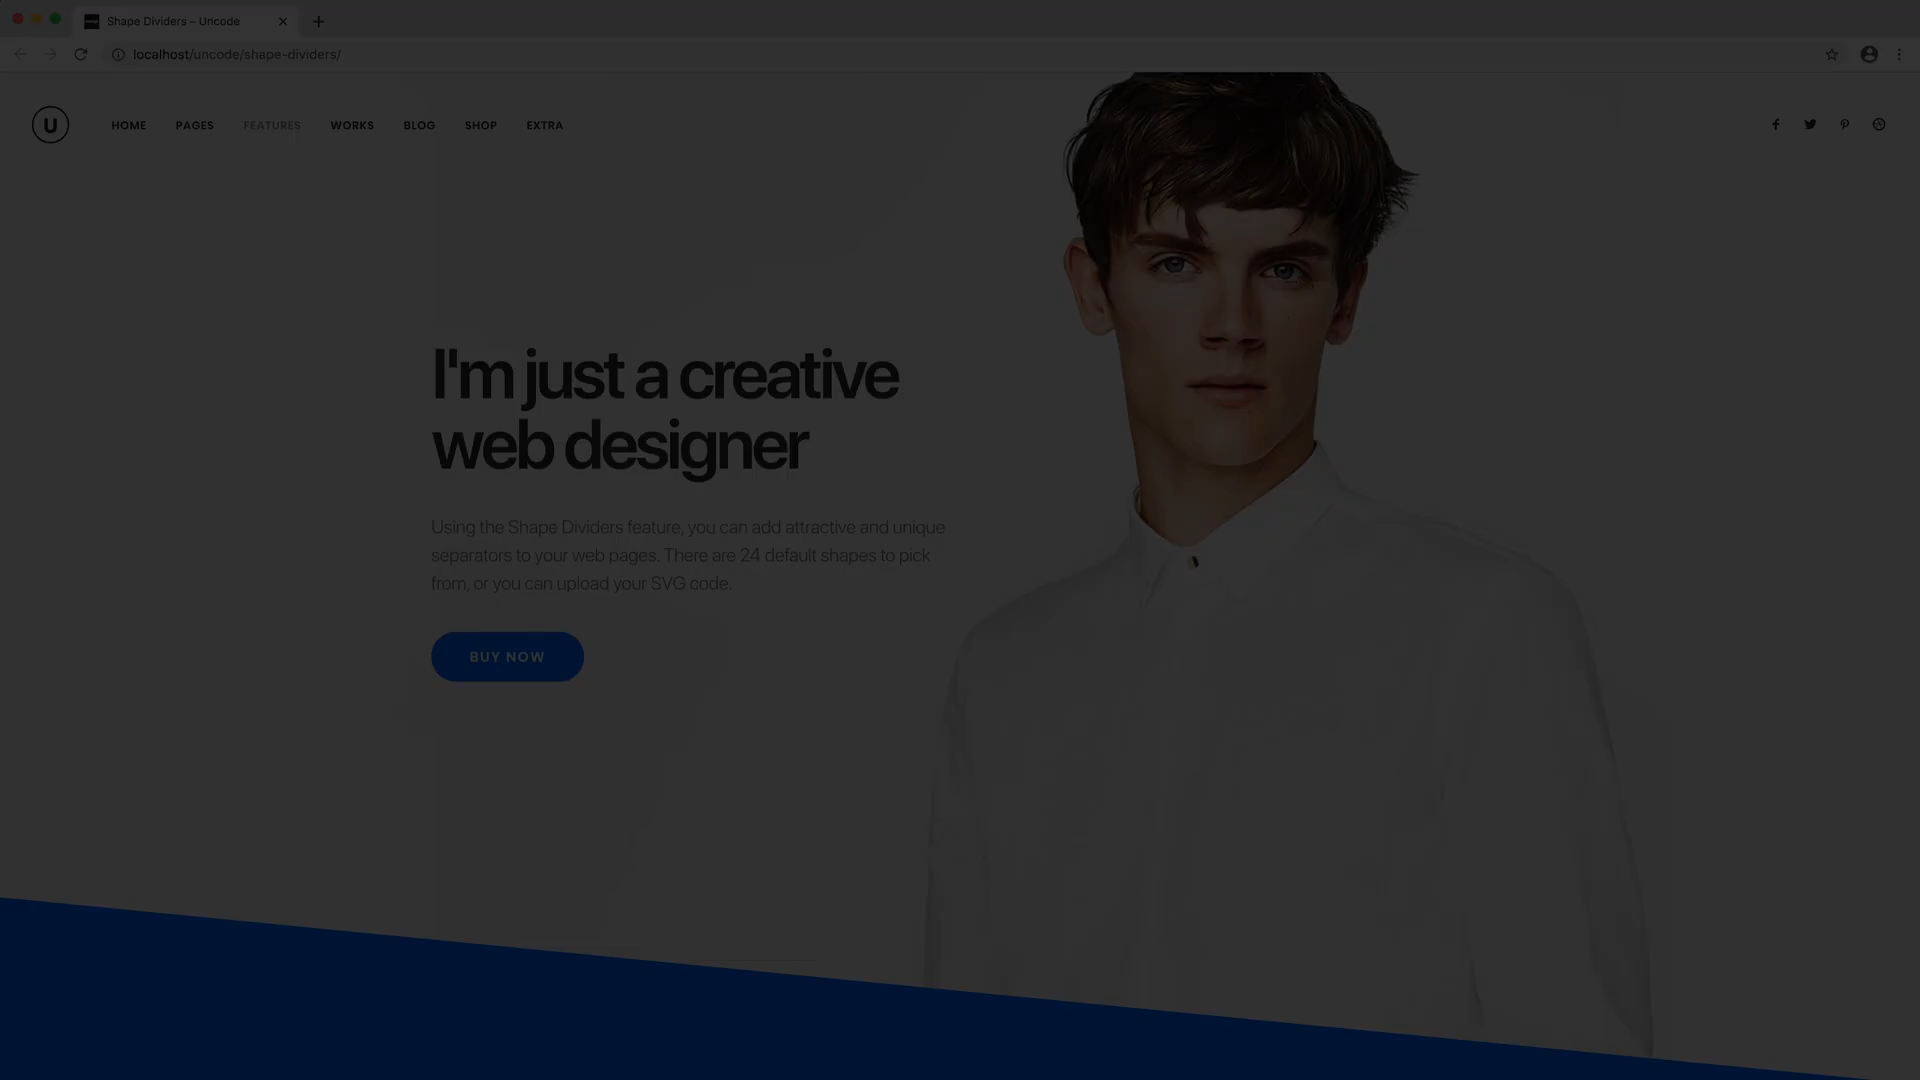 Shape Dividers – Uncode
localhost/uncode/shape-dividers/
U
HOME PAGES FEATURES WORKS BLOG SHOP EXTRA
I'm just a creative
web designer
Using the Shape Dividers feature, you can add attractive and unique
separators to your web pages. There are 24 default shapes to pick
from, or you can upload your SVG code.
BUY NOW